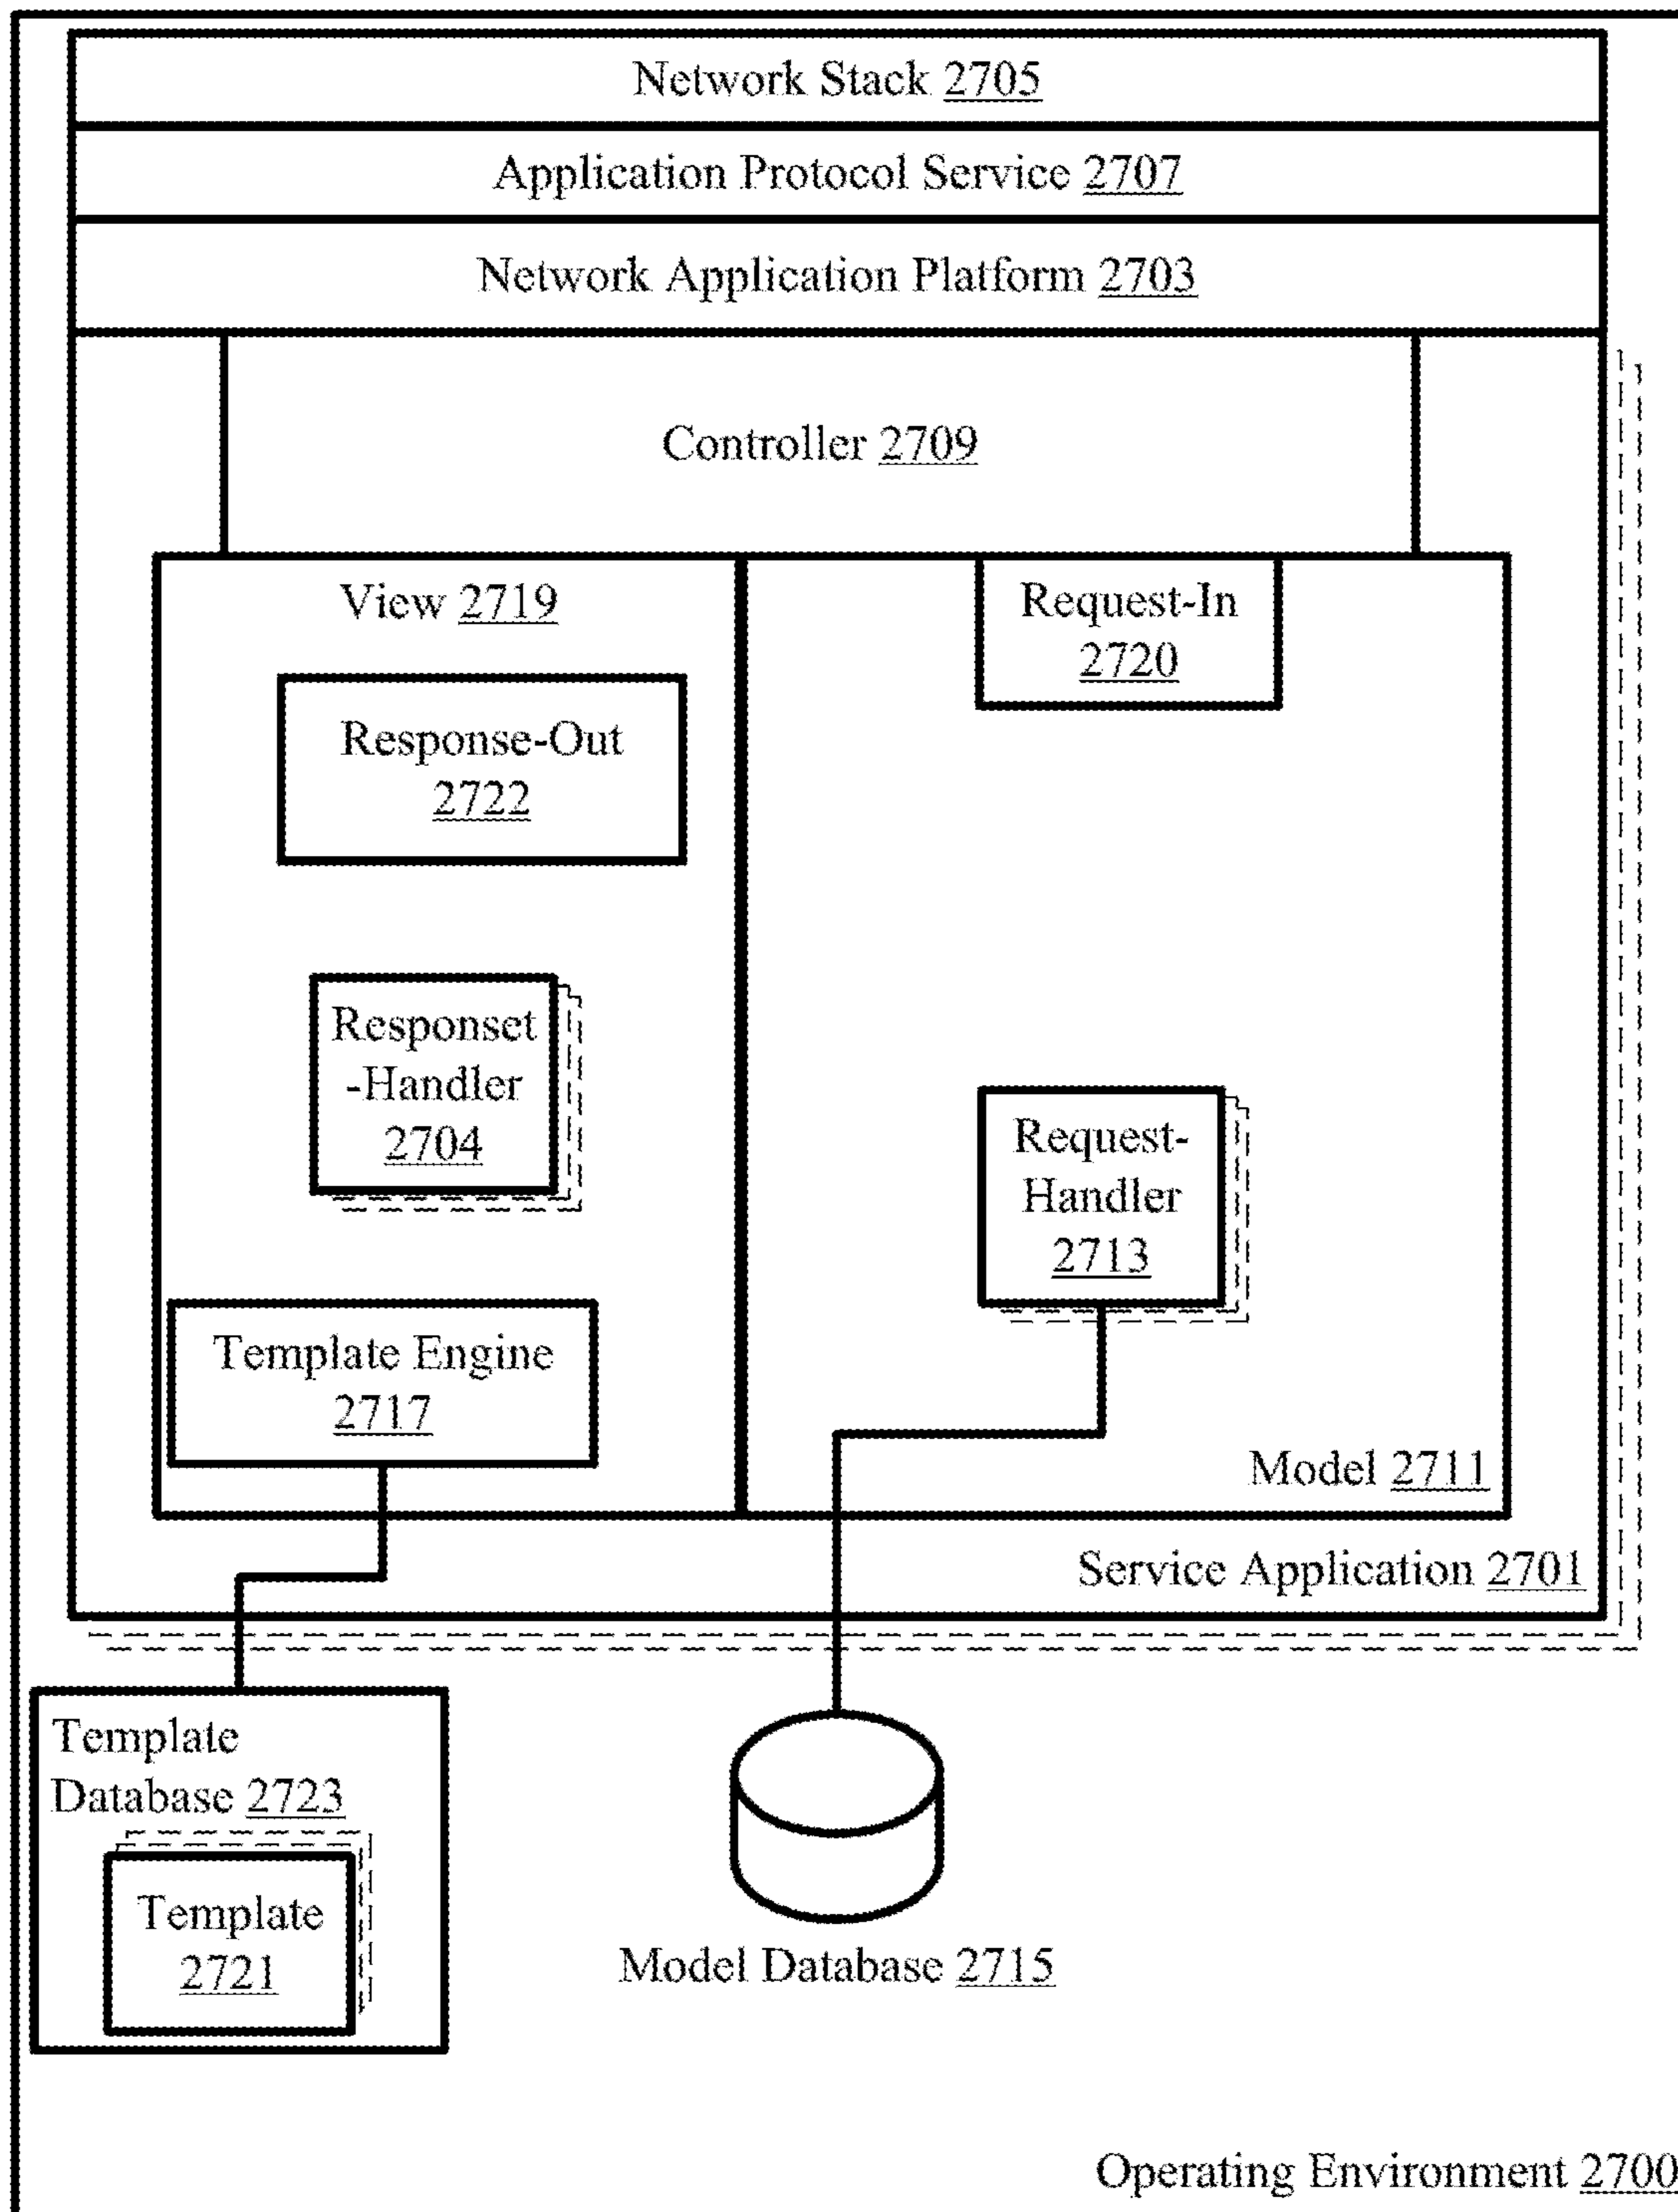 Network Stack 2705
Application Protocol Service 2707
Network Application Platform 2703
Controller 2709
View 2719
Response-Out
2722
Responset
-Handler
2704
Template Engine
2717
Request-In
2720
Request-
Handler
2713
Model 2711
Service Application 2701
Template
Database 2723
Template
2721
Model Database 2715
Operating Environment 2700